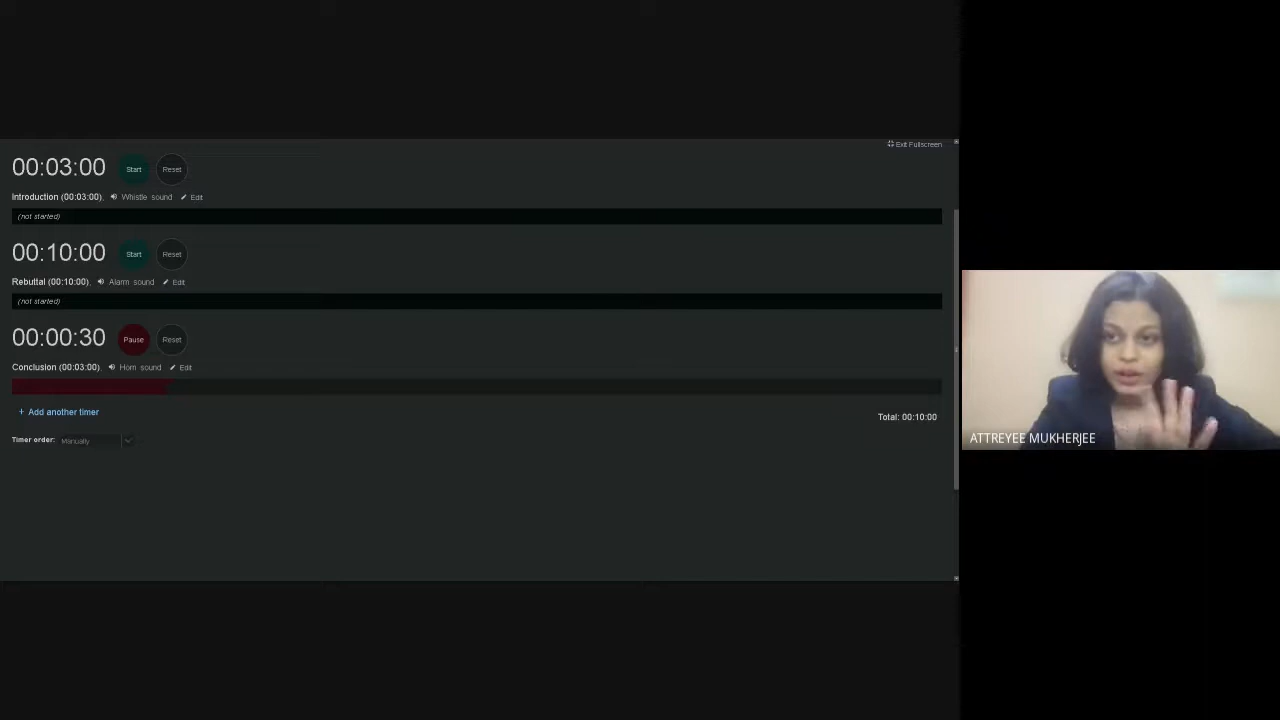 Exit Fullscreen
00:03:00 Start Reset
Introduction (00:03:00), Whistle sound Edit
(not started)
00:10:00 Start Reset
Rebuttal (00:10:00), Alarm sound Edit
(not started)
00:00:30 Pause Reset
Conclusion (00:03:00), Horn sound Edit
+ Add another timer
Total: 00:10:00
Timer order: Manually
ATTREYEE MUKHERJEE